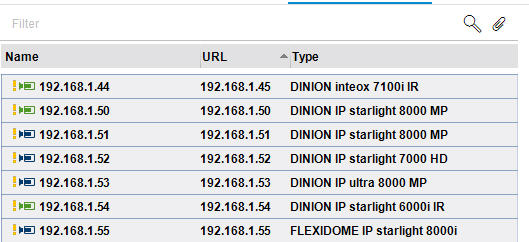 Filter
Name URL Type
192.168.1.44 192.168.1.45 DINION inteox 7100i IR
192.168.1.50 192.168.1.50 DINION IP starlight 8000 MP
192.168.1.51 192.168.1.51 DINION IP starlight 8000 MP
192.168.1.52 192.168.1.52 DINION IP starlight 7000 HD
192.168.1.53 192.168.1.53 DINION IP ultra 8000 MP
192.168.1.54 192.168.1.54 DINION IP starlight 6000i IR
192.168.1.55 192.168.1.55 FLEXIDOME IP starlight 8000i